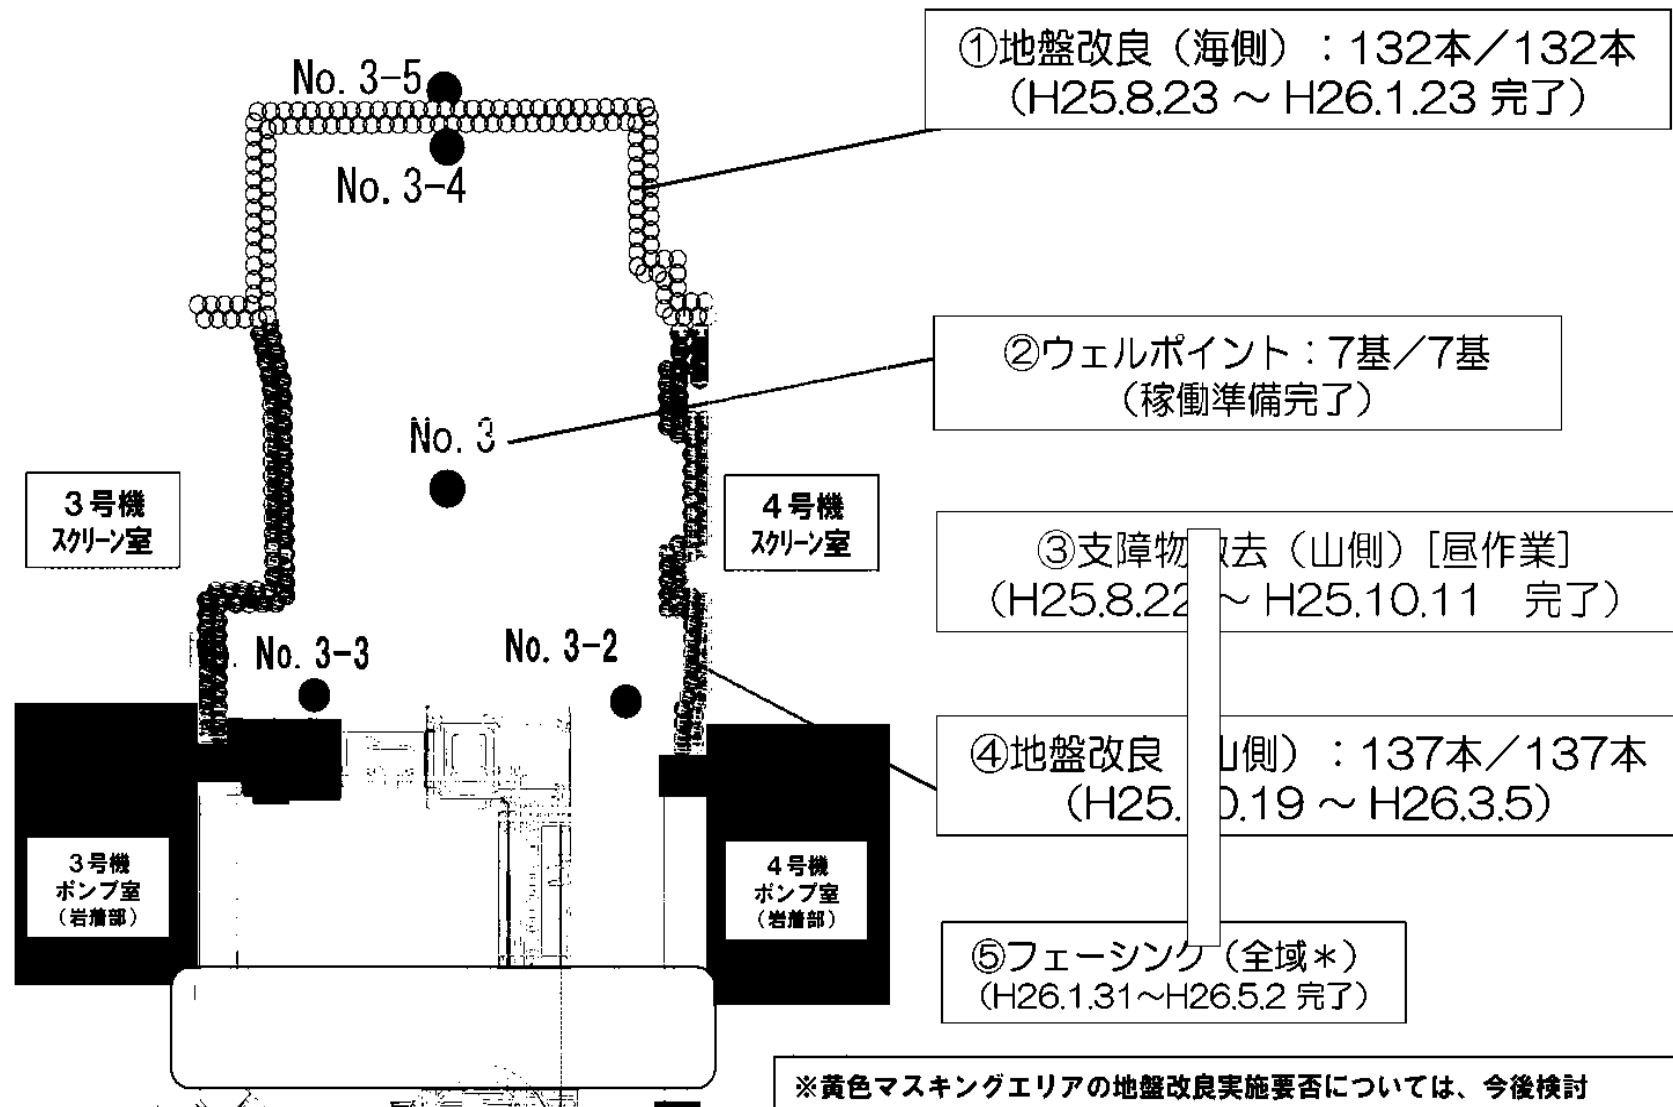 ①地盤改良（海側）：132本／132本
（H25.8.23 ～ H26.1.23 完了）
No. 3-5
No. 3-4
②ウェルポイント：7基／7基
（稼働準備完了）
No. 3
3号機
スクリーン室
4号機
スクリーン室
③支障物 去（山側）[昼作業]
（H25.8.22 ～ H25.10.11 完了）
No. 3-3
No. 3-2
④地盤改良 側）：137本／137本
（H25. .19 ～ H26.3.5）
3号機
ポンプ室
（岩着部）
4号機
ポンプ室
（岩着部）
⑤フェーシング（全域＊）
（H26.1.31～H26.5.2 完了）
※黄色マスキングエリアの地盤改良実施要否については、今後検討